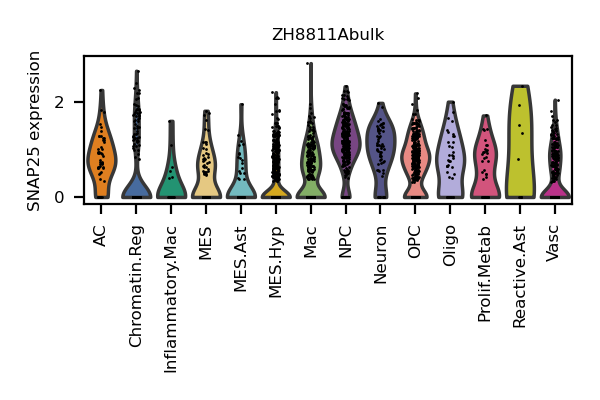 ZH8811Abulk
SNAP25 expression
2
0
AC
Chromatin.Reg
Inflammatory.Mac
MES
MES.Ast
MES.Hyp
Mac
NPC
Neuron
OPC
Oligo
Prolif.Metab
Reactive.Ast
Vasc